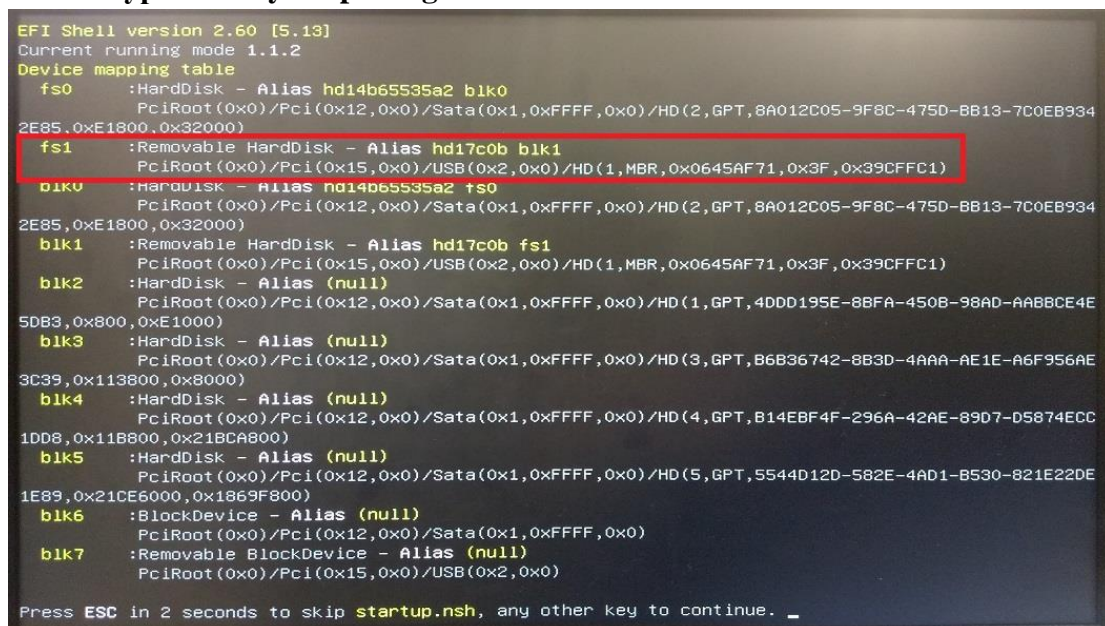 EFI Shell version 2.60 [5.13]
Current running mode 1.1.2
Device mapping table
fs0 :HardDisk - Alias hd14b65535a2 blk0
PciRoot(0x0)/Pci(0x12,0x0)/Sata(0x1,0xFFFF,0x0)/HD(2,GPT,8A012C05-9F8C-475D-BB13-7C0EB934
2E85,0xE1800,0x32000)
fs1 :Removable HardDisk - Alias hd17c0b blk1
PciRoot(0x0)/Pci(0x15,0x0)/USB(0x2,0x0)/HD(1,MBR,0x0645AF71,0x3F,0x39CFFC1)
blk0 :HardDisk - Alias hd14b65535a2 fs0
PciRoot(0x0)/Pci(0x12,0x0)/Sata(0x1,0xFFFF,0x0)/HD(2,GPT,8A012C05-9F8C-475D-BB13-7C0EB934
2E85,0xE1800,0x32000)
blk1 :Removable HardDisk - Alias hd17c0b fs1
PciRoot(0x0)/Pci(0x15,0x0)/USB(0x2,0x0)/HD(1,MBR,0x0645AF71,0x3F,0x39CFFC1)
blk2 :HardDisk - Alias (null)
PciRoot(0x0)/Pci(0x12,0x0)/Sata(0x1,0xFFFF,0x0)/HD(1,GPT,4DDD195E-8BFA-450B-98AD-AABBCE4E
5DB3,0x800,0xE1000)
blk3 :HardDisk - Alias (null)
PciRoot(0x0)/Pci(0x12,0x0)/Sata(0x1,0xFFFF,0x0)/HD(3,GPT,B6B36742-8B3D-4AAA-AE1E-A6F956AE
3C39,0x113800,0x8000)
blk4 :HardDisk - Alias (null)
PciRoot(0x0)/Pci(0x12,0x0)/Sata(0x1,0xFFFF,0x0)/HD(4,GPT,B14EBF4F-296A-42AE-89D7-D5874ECC
1DD8,0x11B800,0x21BCA800)
blk5 :HardDisk - Alias (null)
PciRoot(0x0)/Pci(0x12,0x0)/Sata(0x1,0xFFFF,0x0)/HD(5,GPT,5544D12D-582E-4AD1-B530-821E22DE
1E89,0x21CE6000,0x1869F800)
blk6 :BlockDevice - Alias (null)
PciRoot(0x0)/Pci(0x12,0x0)/Sata(0x1,0xFFFF,0x0)
blk7 :Removable BlockDevice - Alias (null)
PciRoot(0x0)/Pci(0x15,0x0)/USB(0x2,0x0)
Press ESC in 2 seconds to skip startup.nsh, any other key to continue. _